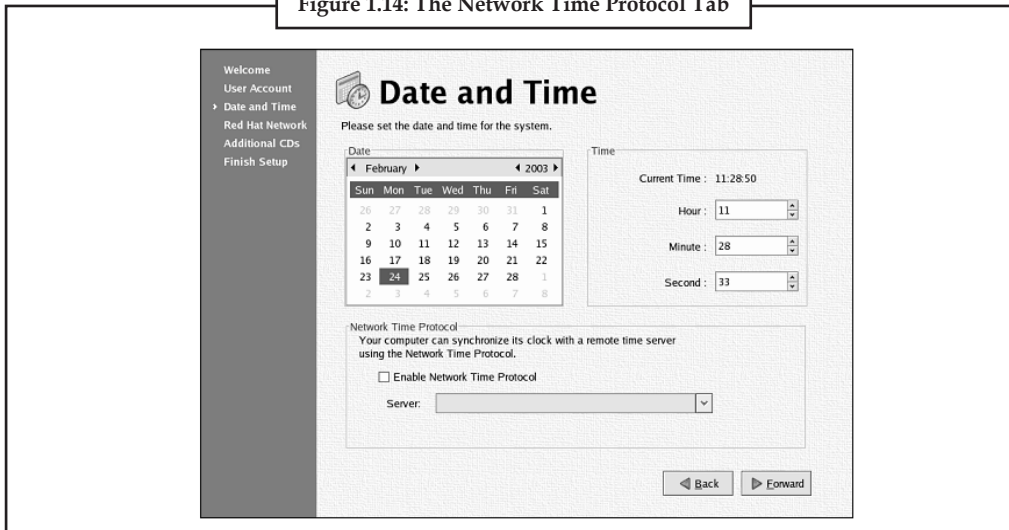 Figure 1.14: The Network Time Protocol Tab
Welcome
User Account
Date and Time
Red Hat Network
Additional CDs
Finish Setup
Date and Time
Please set the date and time for the system.
Date
February 2003
Sun Mon Tue Wed Thu Fri Sat
26 27 28 29 30 31 1
2 3 4 5 6 7 8
9 10 11 12 13 14 15
16 17 18 19 20 21 22
23 24 25 26 27 28 1
2 3 4 5 6 7 8
Time
Current Time : 11:28:50
Hour : 11
Minute : 28
Second : 33
Network Time Protocol
Your computer can synchronize its clock with a remote time server
using the Network Time Protocol.
Enable Network Time Protocol
Server:
Back
Forward